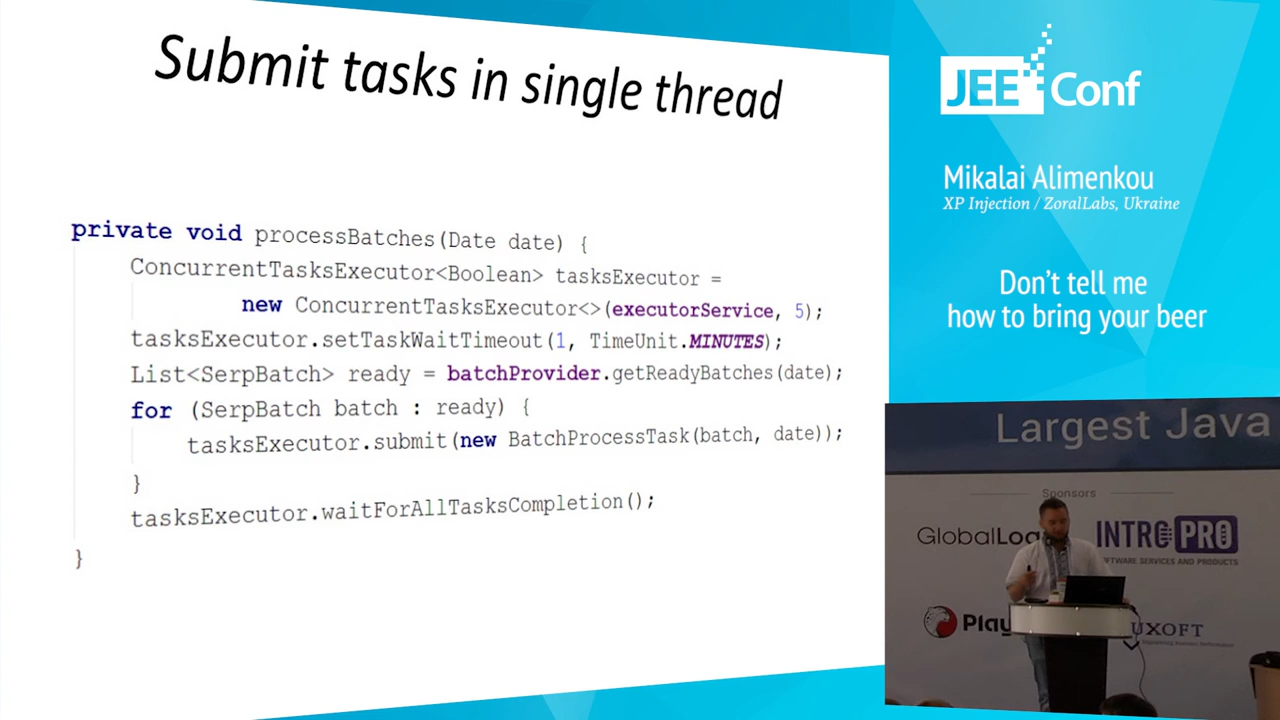 Submit tasks in single thread
private void processBatches(Date date) {
ConcurrentTasksExecutor<Boolean> tasksExecutor =
new ConcurrentTasksExecutor<>(executorService, 5);
tasksExecutor.setTaskWaitTimeout(1, TimeUnit.MINUTES);
List<SerpBatch> ready = batchProvider.getReadyBatches(date);
for (SerpBatch batch : ready) {
tasksExecutor.submit(new BatchProcessTask(batch, date));
}
tasksExecutor.waitForAllTasksCompletion();
}
JEE Conf
Mikalai Alimenkou
XP Injection / ZoralLabs, Ukraine
Don't tell me
how to bring your beer
Largest Java
Sponsors
GlobalLog
INTRO PRO
SOFTWARE SERVICES AND PRODUCTS
Play
UXOFT